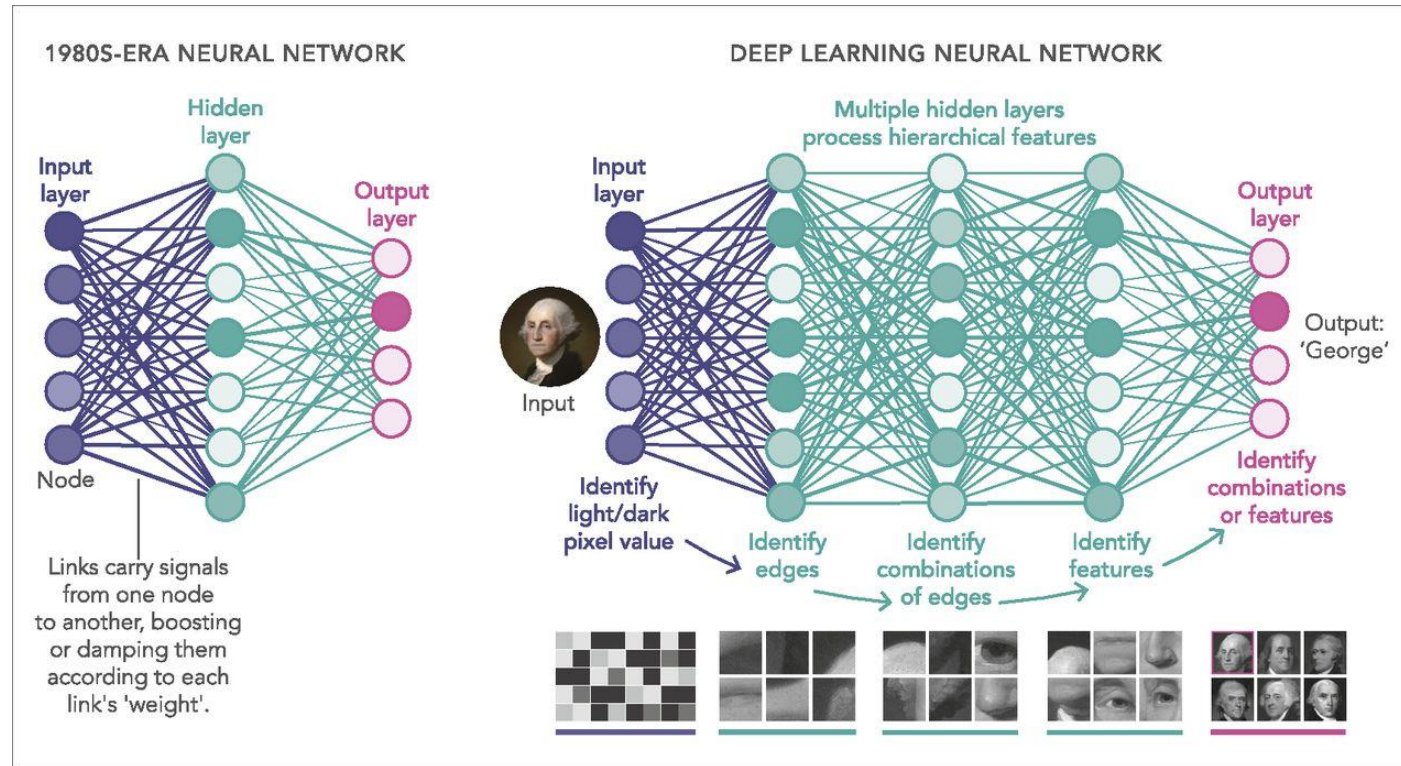 1980S-ERA NEURAL NETWORK
Hidden
layer
Input
layer
Output
layer
Node
Links carry signals
from one node
to another, boosting
or damping them
according to each
link's 'weight'.
DEEP LEARNING NEURAL NETWORK
Multiple hidden layers
process hierarchical features
Input
layer
Output
layer
Input
Output:
‘George’
Identify
light/dark
pixel value
Identify
edges
Identify
combinations
of edges
Identify
features
Identify
combinations
or features